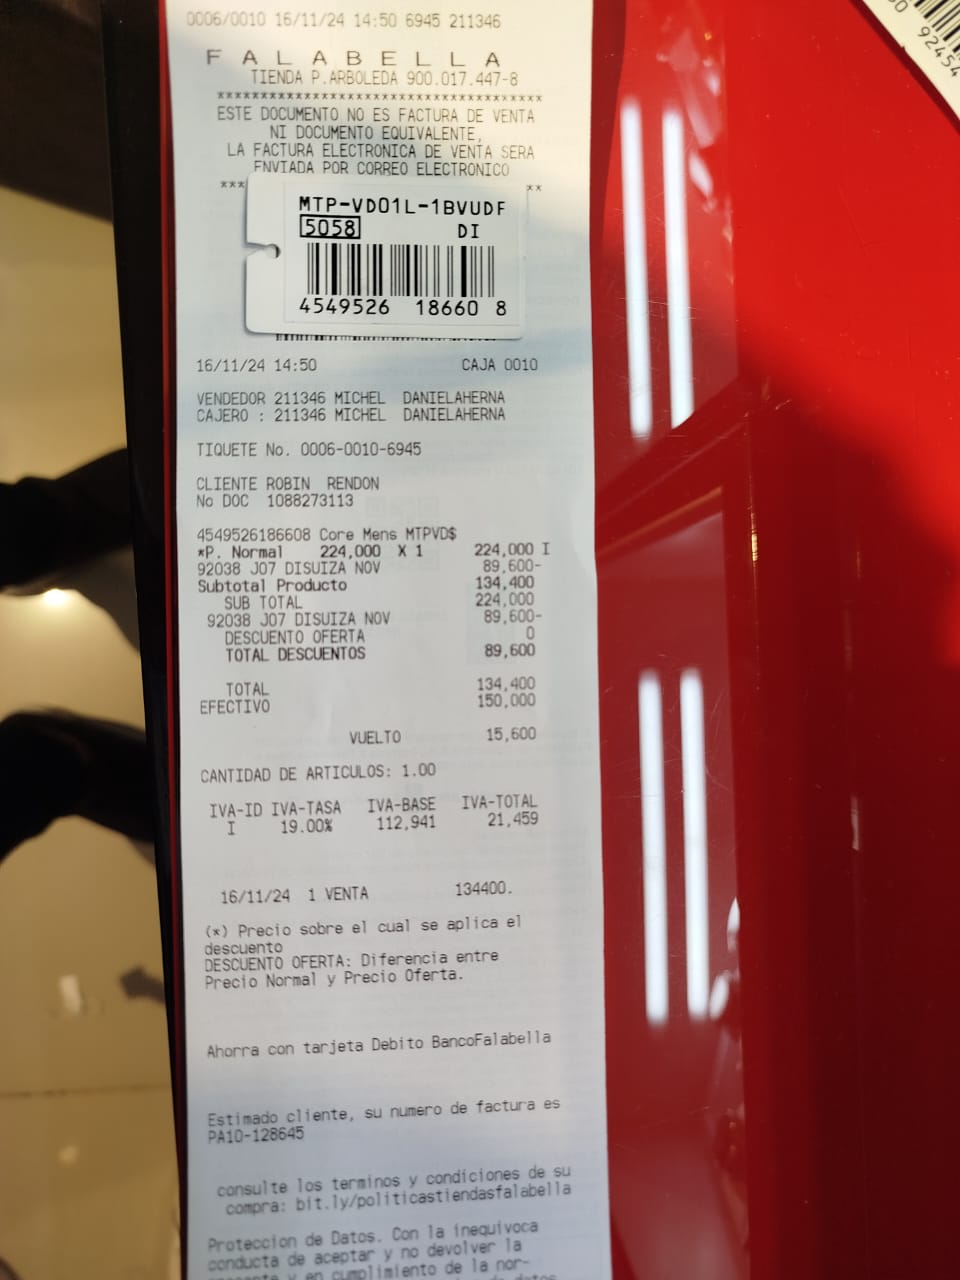 0006/0010 16/11/24 14:50 6945 211346
FALABELLA
TIENDA P.ARBOLEDA 900.017.447-8
**************************************
ESTE DOCUMENTO NO ES FACTURA DE VENTA
NI DOCUMENTO EQUIVALENTE,
LA FACTURA ELECTRONICA DE VENTA SERA
ENVIADA POR CORREO ELECTRONICO
*** **
MTP-VD01L-1BVUDF
5058 DI
4549526 18660 8
92454
16/11/24 14:50 CAJA 0010
VENDEDOR 211346 MICHEL DANIELAHERNA
CAJERO : 211346 MICHEL DANIELAHERNA
TIQUETE No. 0006-0010-6945
CLIENTE ROBIN RENDON
No DOC 1088273113
4549526186608 Core Mens MTPVD$
*P. Normal 224,000 X 1 224,000 I
92038 J07 DISUIZA NOV 89,600-
Subtotal Producto 134,400
SUB TOTAL 224,000
92038 J07 DISUIZA NOV 89,600-
DESCUENTO OFERTA 0
TOTAL DESCUENTOS 89,600
TOTAL 134,400
EFECTIVO 150,000
VUELTO 15,600
CANTIDAD DE ARTICULOS: 1.00
IVA-ID IVA-TASA IVA-BASE IVA-TOTAL
I 19.00% 112,941 21,459
16/11/24 1 VENTA 134400.
(*) Precio sobre el cual se aplica el
descuento
DESCUENTO OFERTA: Diferencia entre
Precio Normal y Precio Oferta.
Ahorra con tarjeta Debito BancoFalabella
Estimado cliente, su numero de factura es
PA10-128645
consulte los terminos y condiciones de su
compra: bit.ly/politicastiendasfalabella
Proteccion de Datos. Con la inequivoca
conducta de aceptar y no devolver la
presente y en cumplimiento de la nor-